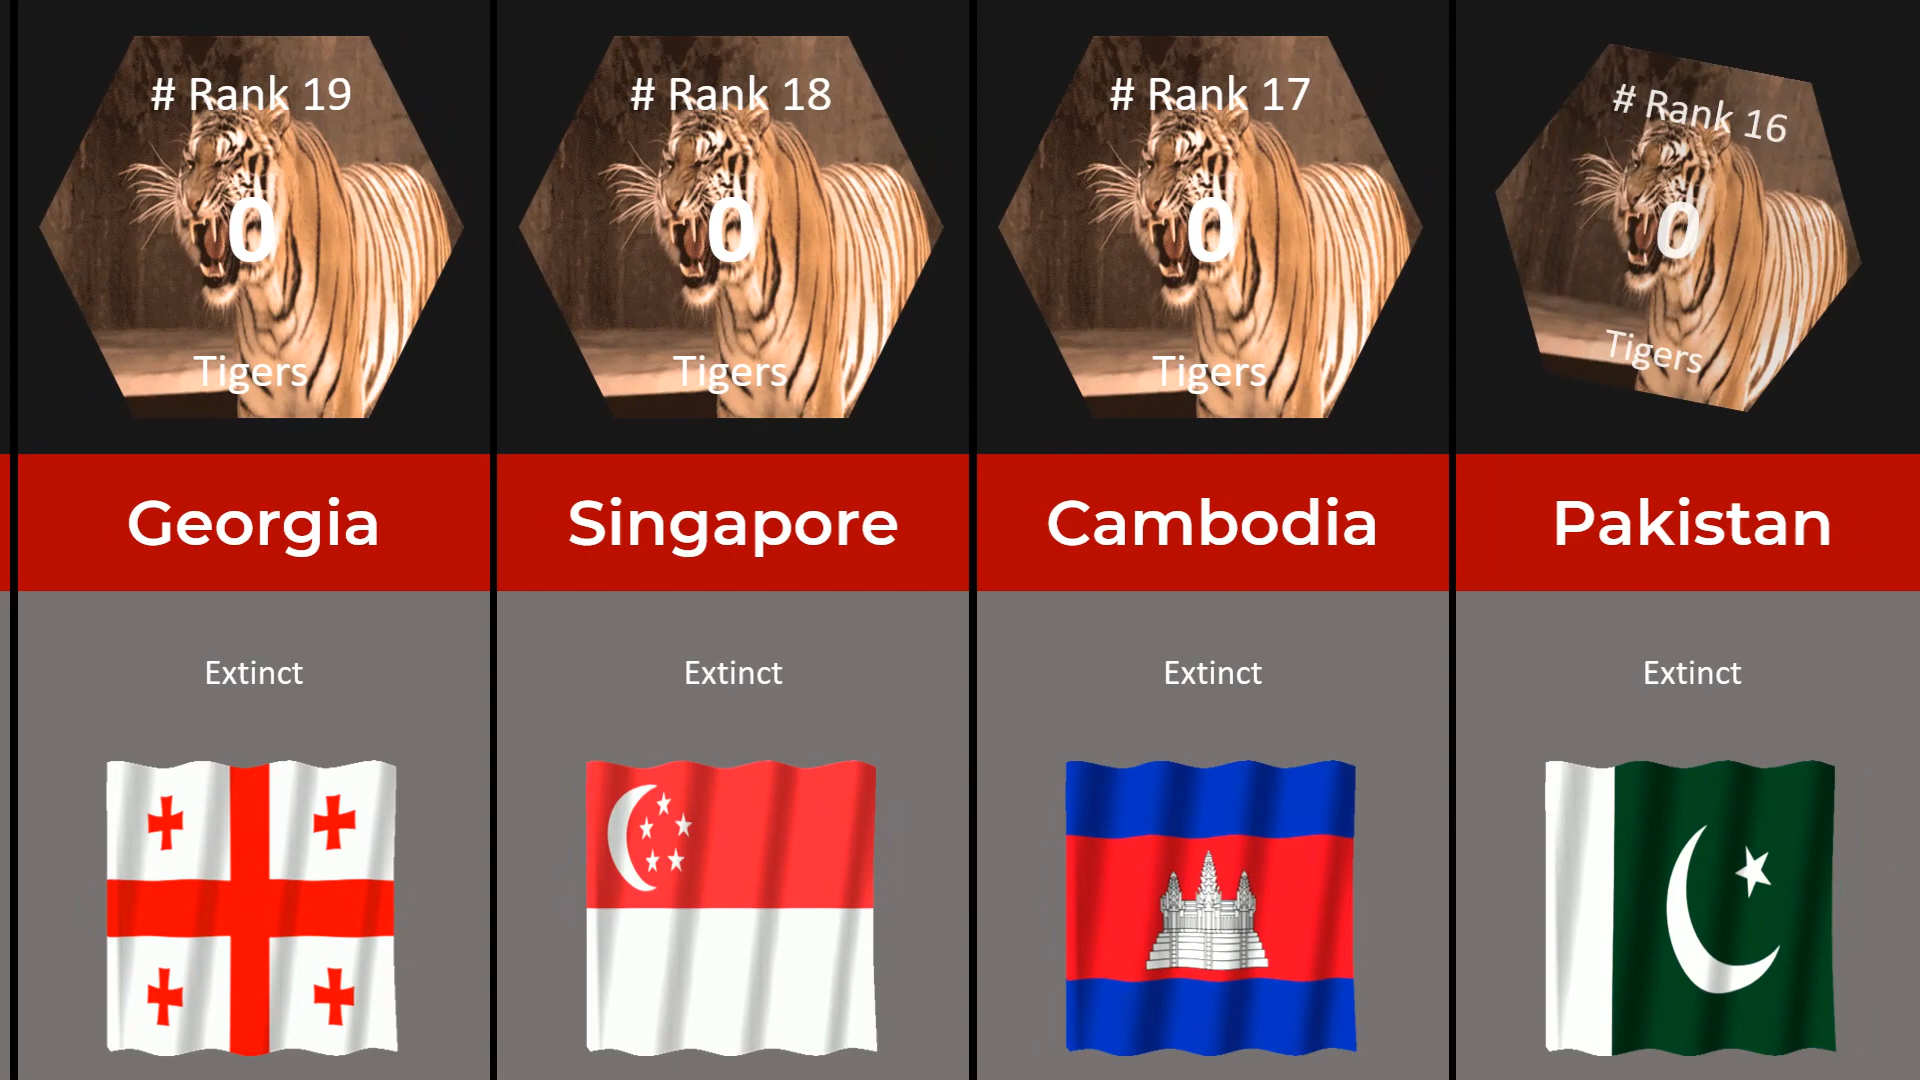 # Rank 19
0
Tigers
Georgia
Extinct
# Rank 18
0
Tigers
Singapore
Extinct
# Rank 17
0
Tigers
Cambodia
Extinct
# Rank 16
0
Tigers
Pakistan
Extinct